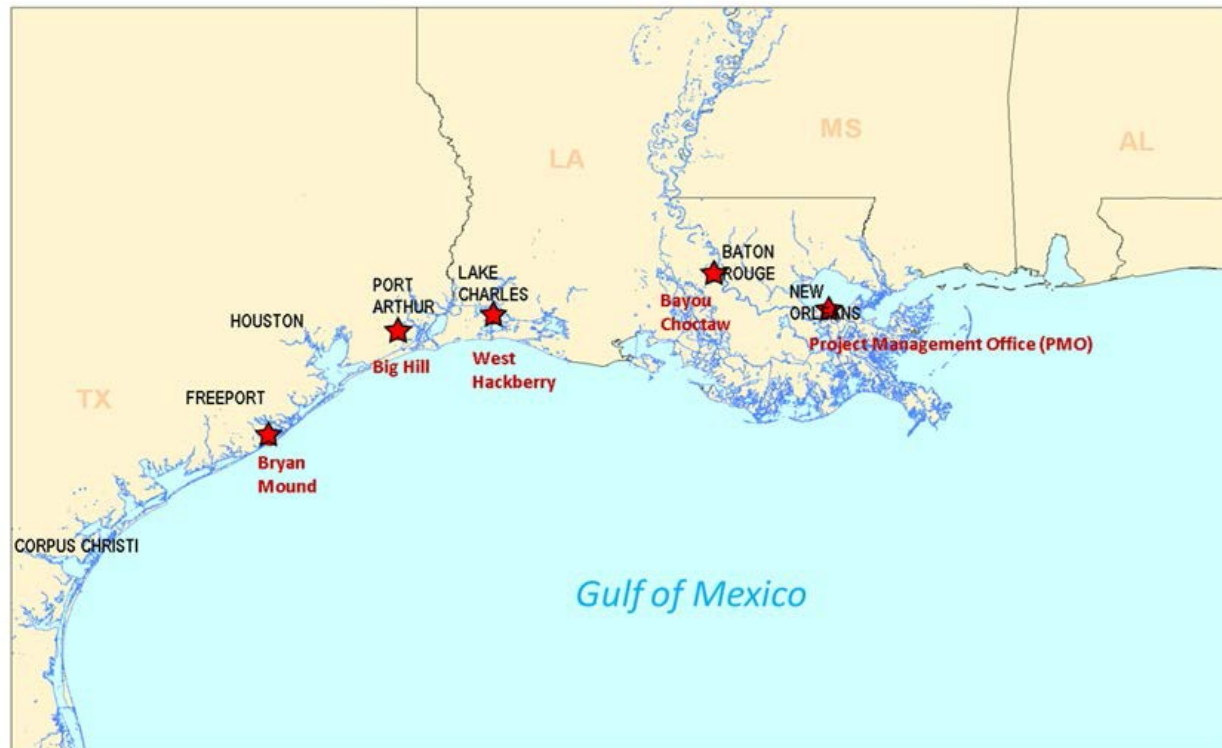 MS
AL
LA
BATON
ROUGE
LAKE
CHARLES
PORT
ARTHUR
NEW
ORLEANS
Bayou
Choctaw
HOUSTON
Project Management Office (PMO)
Big Hill
West
Hackberry
TX
FREEPORT
Bryan
Mound
CORPUS CHRISTI
Gulf of Mexico